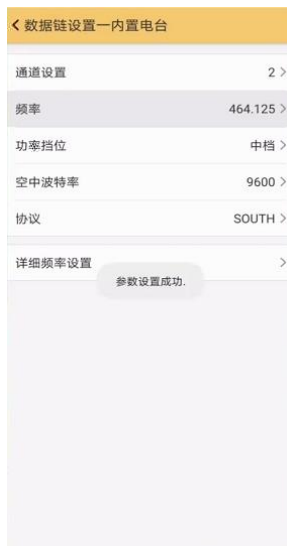 数据链设置一内置电台
通道设置 2
频率 464.125
功率挡位 中档
空中波特率 9600
协议 SOUTH
详细频率设置
参数设置成功.